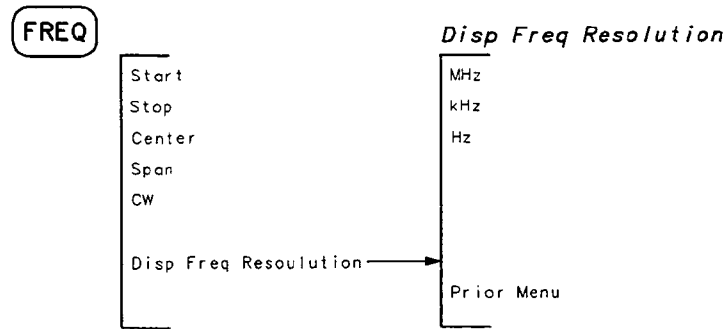 FREQ
Disp Freq Resolution
Start
Stop
Center
Span
CW
Disp Freq Resoulution
MHz
kHz
Hz
Prior Menu